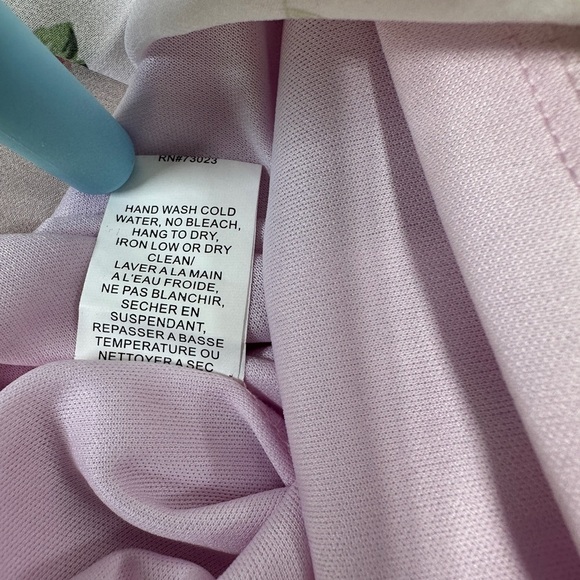 RN#73023
HAND WASH COLD
WATER, NO BLEACH,
HANG TO DRY,
IRON LOW OR DRY
CLEAN/
LAVER A LA MAIN
A L'EAU FROIDE,
NE PAS BLANCHIR,
SECHER EN
SUSPENDANT,
REPASSER A BASSE
TEMPERATURE OU
NETTOYER A SEC